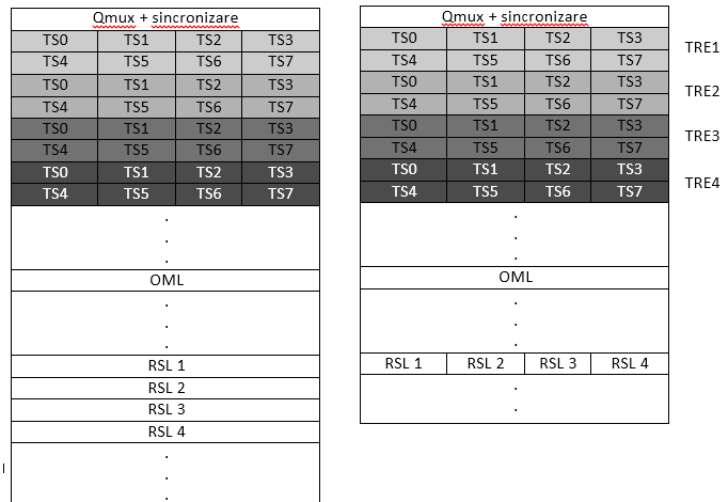 Qmux + sincronizare
TS0 TS1 TS2 TS3
TS4 TS5 TS6 TS7
TS0 TS1 TS2 TS3
TS4 TS5 TS6 TS7
TS0 TS1 TS2 TS3
TS4 TS5 TS6 TS7
TS0 TS1 TS2 TS3
TS4 TS5 TS6 TS7
.
.
.
OML
.
.
.
RSL 1
RSL 2
RSL 3
RSL 4
.
.
.
Qmux + sincronizare
TS0 TS1 TS2 TS3
TRE1
TS4 TS5 TS6 TS7
TS0 TS1 TS2 TS3
TRE2
TS4 TS5 TS6 TS7
TS0 TS1 TS2 TS3
TRE3
TS4 TS5 TS6 TS7
TS0 TS1 TS2 TS3
TRE4
TS4 TS5 TS6 TS7
.
.
.
OML
.
.
.
RSL 1 RSL 2 RSL 3 RSL 4
.
.